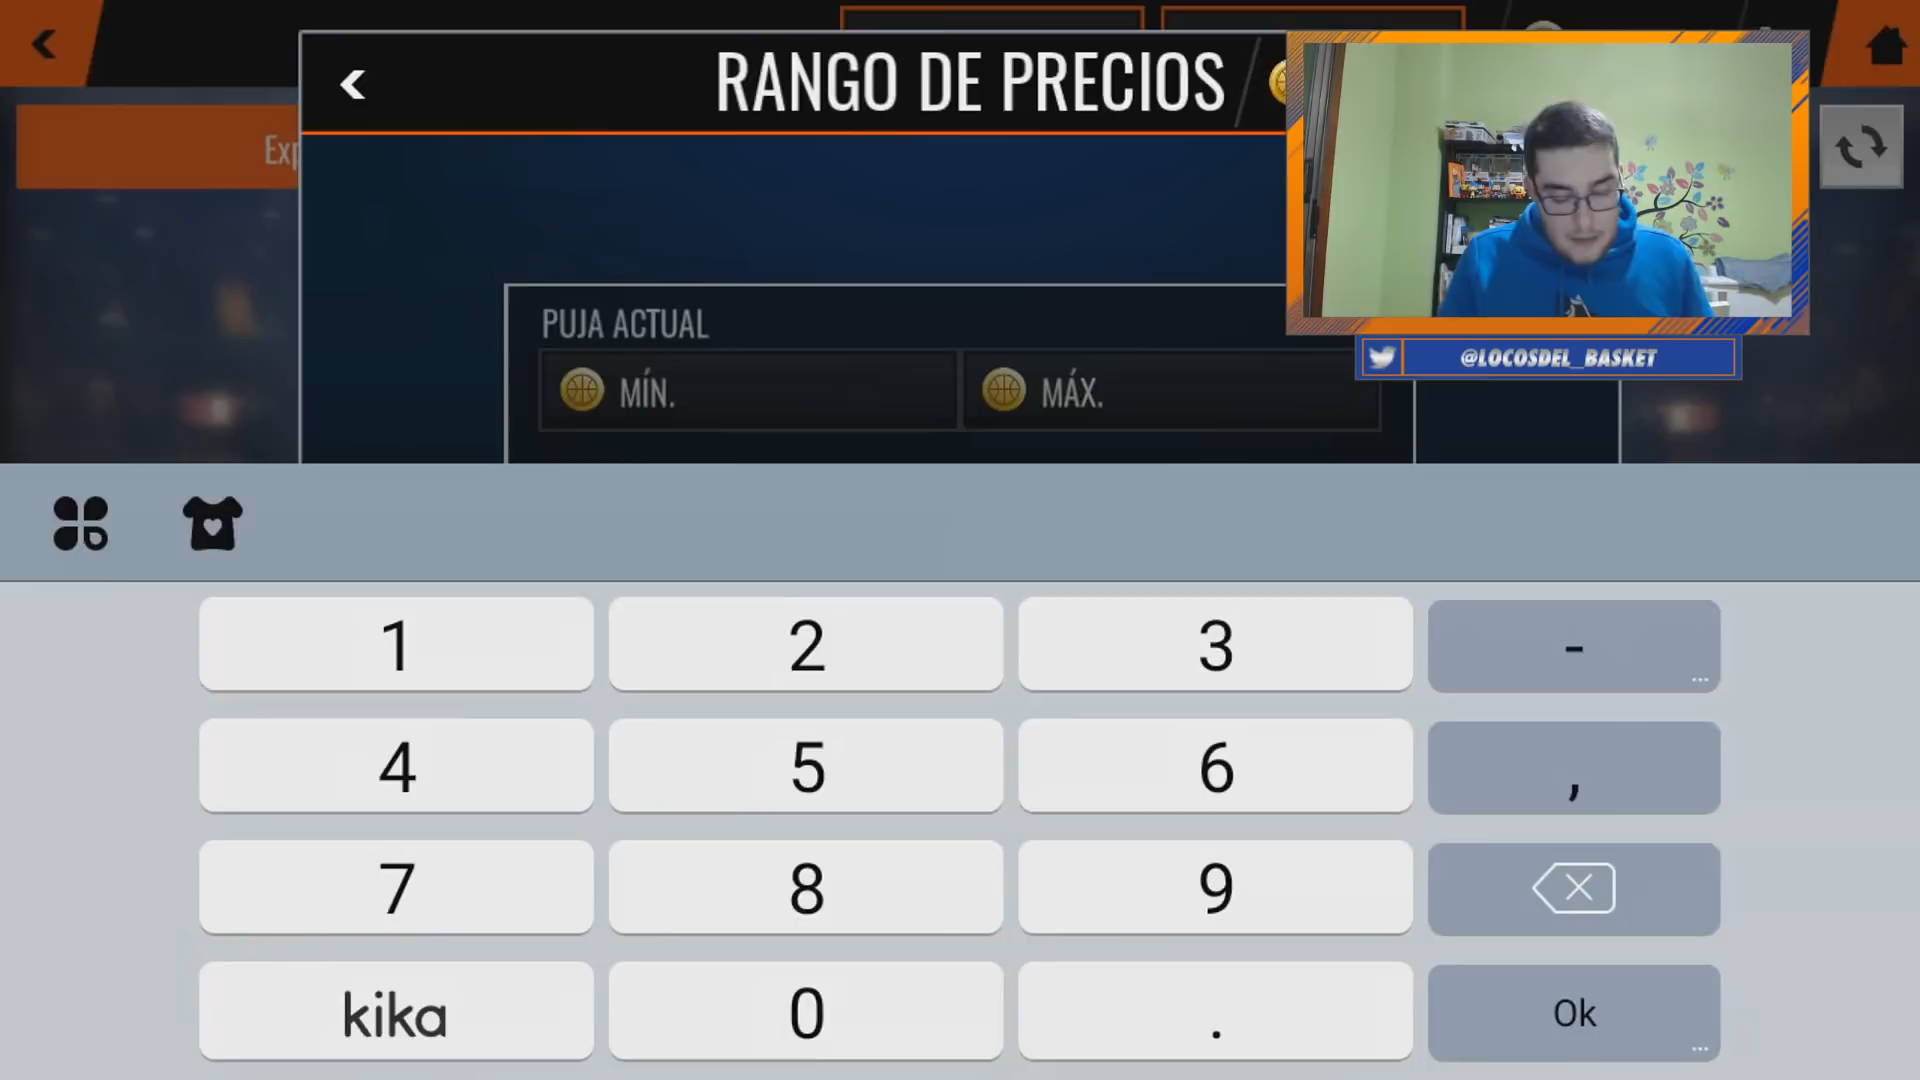 RANGO DE PRECIOS
Exp
PUJA ACTUAL
MÍN.
MÁX.
@LOCOSDEL_BASKET
1 2 3 -
4 5 6 ,
7 8 9
kika 0 . Ok